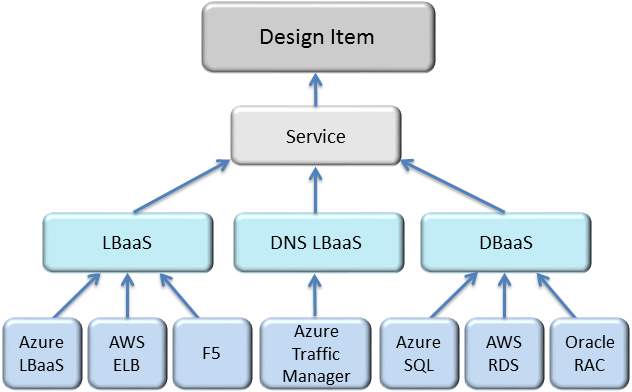 Design Item
Service
LBaaS
DNS LBaaS
DBaaS
Azure
LBaaS
AWS
ELB
F5
Azure
Traffic
Manager
Azure
SQL
AWS
RDS
Oracle
RAC